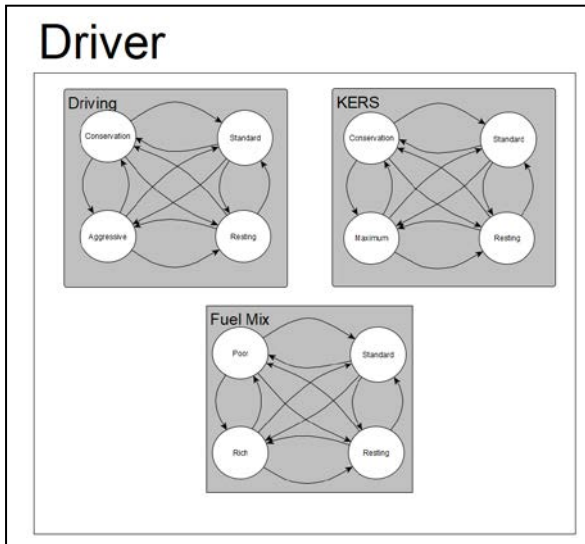 Driver
Driving
Conservation
Standard
Aggressive
Resting
KERS
Conservation
Standard
Maximum
Resting
Fuel Mix
Poor
Standard
Rich
Resting